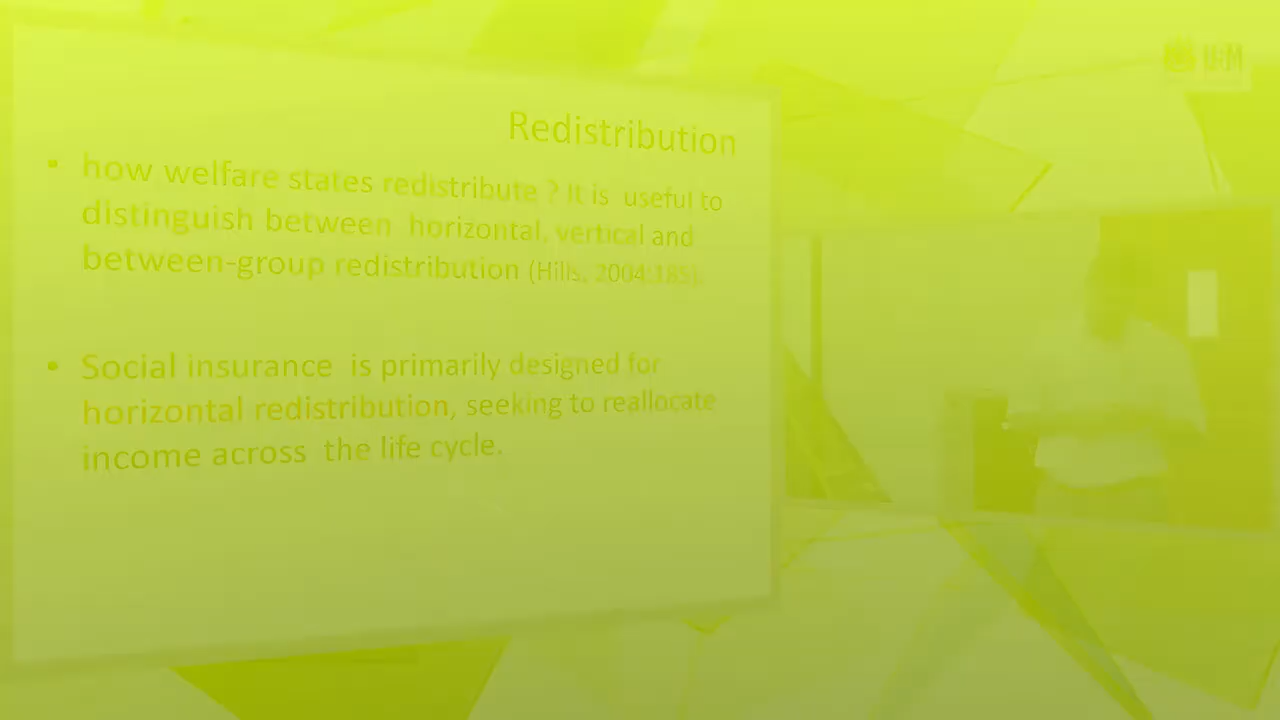 Redistribution
• how welfare states redistribute ? It is useful to
distinguish between horizontal, vertical and
between-group redistribution (Hills, 2004:185).
• Social insurance is primarily designed for
horizontal redistribution, seeking to reallocate
income across the life cycle.